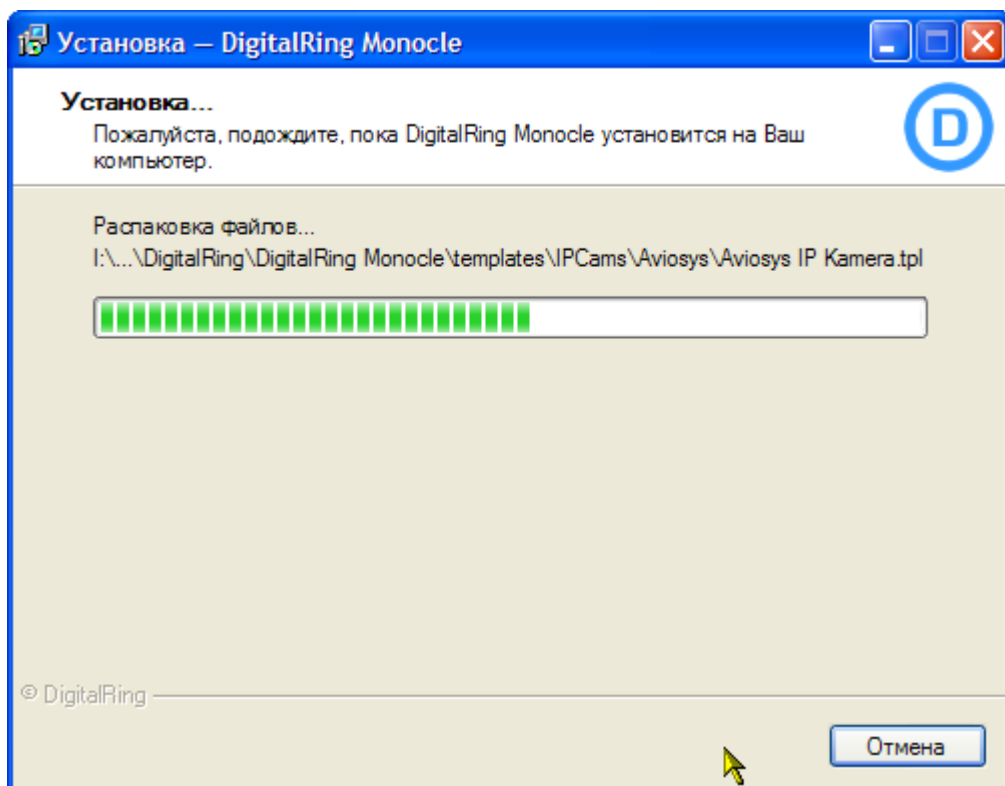 Установка — DigitalRing Monocle
Установка...
Пожалуйста, подождите, пока DigitalRing Monocle установится на Ваш
компьютер.
D
Распаковка файлов...
I:\...\DigitalRing\DigitalRing Monocle\templates\IPCams\Aviosys\Aviosys IP Kamera.tpl
© DigitalRing
Отмена